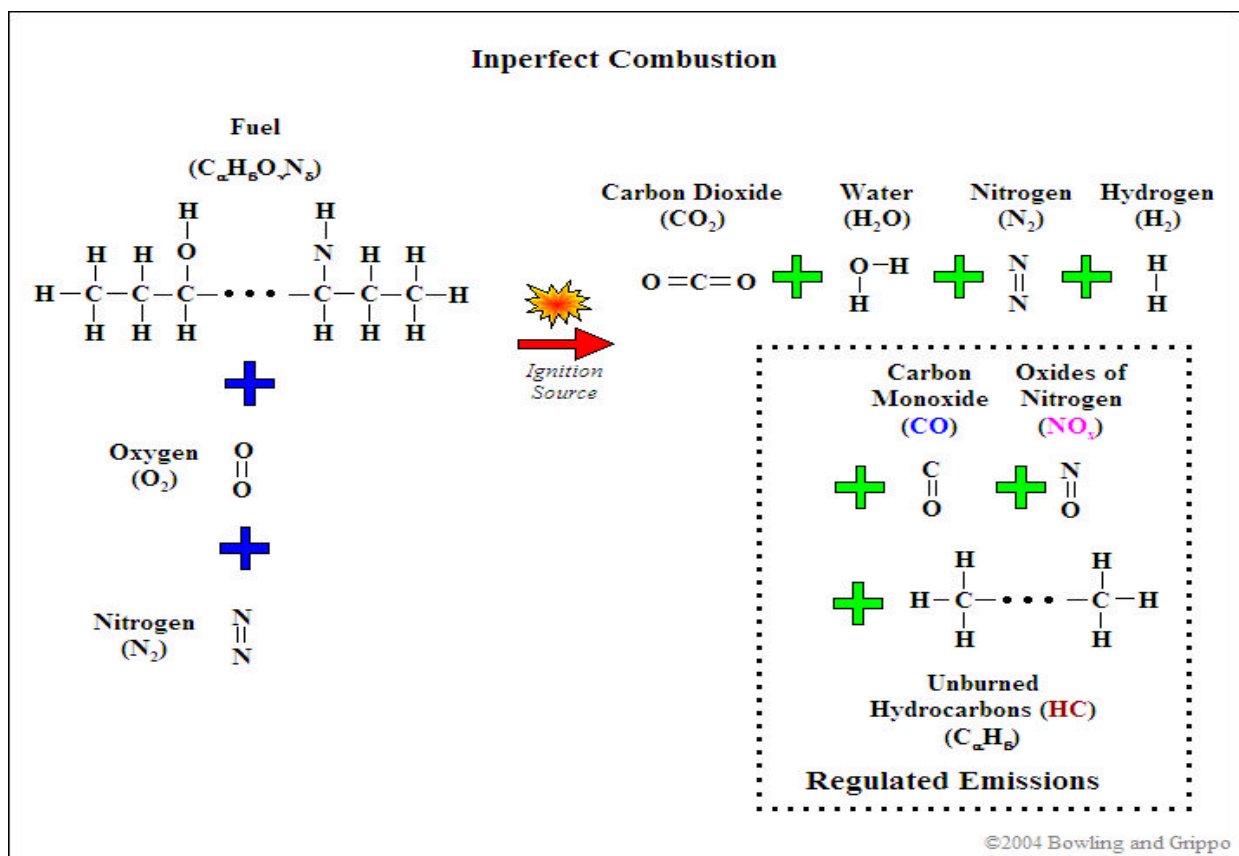 Inperfect Combustion
Fuel
(CαHβOγNδ)
H H
H H O N H H
H–C–C–C–•••–C–C–C–H
H H H H H H
Oxygen
(O₂)
O
O
Nitrogen
(N₂)
N
N
Ignition
Source
Carbon Dioxide
(CO₂)
O=C=O
Water
(H₂O)
O–H
H
Nitrogen
(N₂)
N
N
Hydrogen
(H₂)
H
H
Carbon
Monoxide
(CO)
C
O
Oxides of
Nitrogen
(NOₓ)
N
O
H H
H–C–•••–C–H
H H
Unburned
Hydrocarbons (HC)
(CαHβ)
Regulated Emissions
©2004 Bowling and Grippo